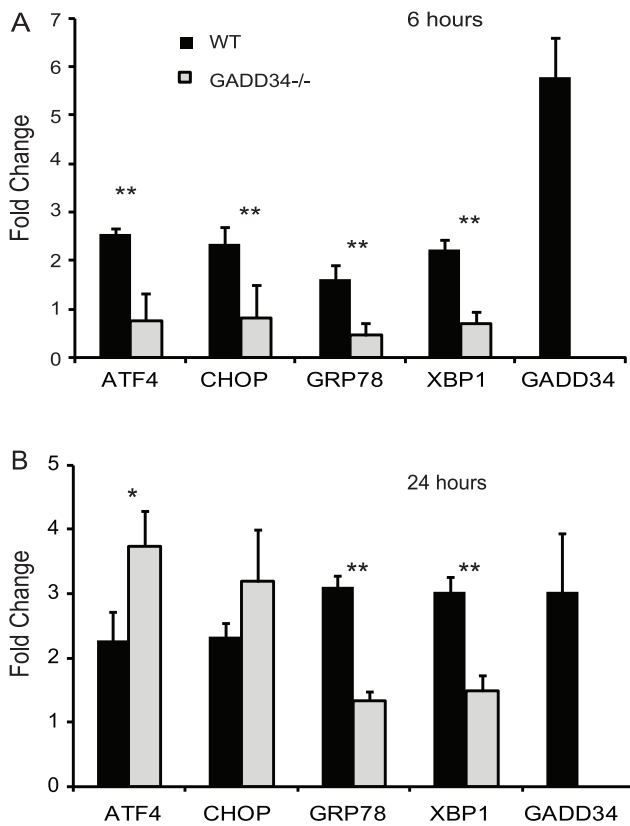 A
6 hours
7
WT
GADD34-/-
6
5
4
3
2
1
0
Fold Change
**
**
**
**
ATF4 CHOP GRP78 XBP1 GADD34
B
24 hours
5
4
3
2
1
0
Fold Change
*
**
**
ATF4 CHOP GRP78 XBP1 GADD34